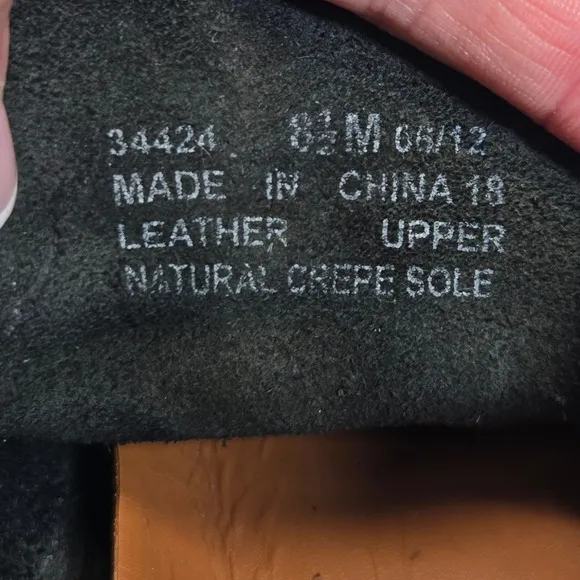 34424 8½ M 06/12
MADE IN CHINA 18
LEATHER UPPER
NATURAL CREPE SOLE